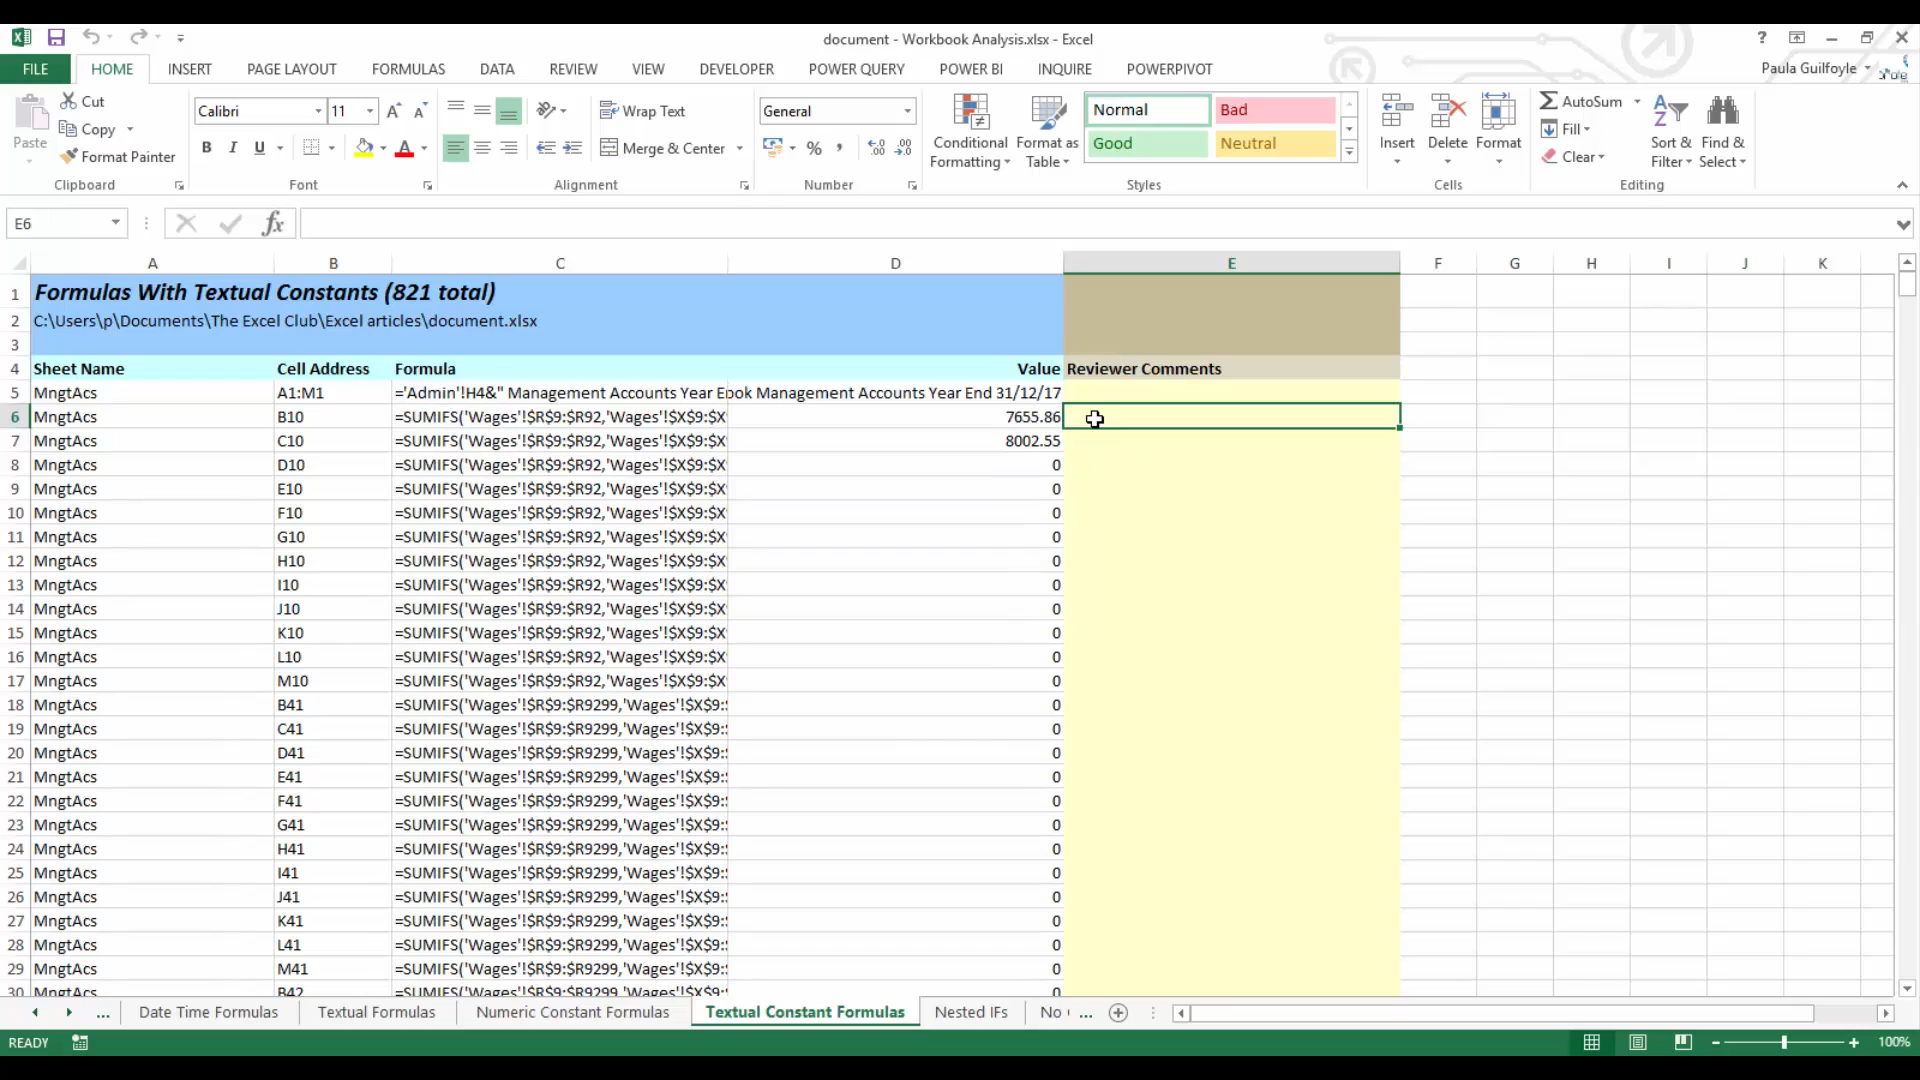 document - Workbook Analysis.xlsx - Excel
FILE HOME INSERT PAGE LAYOUT FORMULAS DATA REVIEW VIEW DEVELOPER POWER QUERY POWER BI INQUIRE POWERPIVOT Paula Guilfoyle
Cut Calibri 11 Wrap Text General Normal Bad AutoSum
Copy Fill
Paste Conditional Format as Good Neutral Insert Delete Format Sort & Find &
Format Painter B I U Merge & Center % Formatting Table Clear Filter Select
Clipboard Font Alignment Number Styles Cells Editing
E6 fx
A B C D E F G H I J K
1 Formulas With Textual Constants (821 total)
2 C:\Users\p\Documents\The Excel Club\Excel articles\document.xlsx
3
4 Sheet Name Cell Address Formula Value Reviewer Comments
5 MngtAcs A1:M1 ='Admin'!H4&" Management Accounts Year E ook Management Accounts Year End 31/12/17
6 MngtAcs B10 =SUMIFS('Wages'!$R$9:$R92,'Wages'!$X$9:$X 7655.86
7 MngtAcs C10 =SUMIFS('Wages'!$R$9:$R92,'Wages'!$X$9:$X 8002.55
8 MngtAcs D10 =SUMIFS('Wages'!$R$9:$R92,'Wages'!$X$9:$X 0
9 MngtAcs E10 =SUMIFS('Wages'!$R$9:$R92,'Wages'!$X$9:$X 0
10 MngtAcs F10 =SUMIFS('Wages'!$R$9:$R92,'Wages'!$X$9:$X 0
11 MngtAcs G10 =SUMIFS('Wages'!$R$9:$R92,'Wages'!$X$9:$X 0
12 MngtAcs H10 =SUMIFS('Wages'!$R$9:$R92,'Wages'!$X$9:$X 0
13 MngtAcs I10 =SUMIFS('Wages'!$R$9:$R92,'Wages'!$X$9:$X 0
14 MngtAcs J10 =SUMIFS('Wages'!$R$9:$R92,'Wages'!$X$9:$X 0
15 MngtAcs K10 =SUMIFS('Wages'!$R$9:$R92,'Wages'!$X$9:$X 0
16 MngtAcs L10 =SUMIFS('Wages'!$R$9:$R92,'Wages'!$X$9:$X 0
17 MngtAcs M10 =SUMIFS('Wages'!$R$9:$R92,'Wages'!$X$9:$X 0
18 MngtAcs B41 =SUMIFS('Wages'!$R$9:$R9299,'Wages'!$X$9: 0
19 MngtAcs C41 =SUMIFS('Wages'!$R$9:$R9299,'Wages'!$X$9: 0
20 MngtAcs D41 =SUMIFS('Wages'!$R$9:$R9299,'Wages'!$X$9: 0
21 MngtAcs E41 =SUMIFS('Wages'!$R$9:$R9299,'Wages'!$X$9: 0
22 MngtAcs F41 =SUMIFS('Wages'!$R$9:$R9299,'Wages'!$X$9: 0
23 MngtAcs G41 =SUMIFS('Wages'!$R$9:$R9299,'Wages'!$X$9: 0
24 MngtAcs H41 =SUMIFS('Wages'!$R$9:$R9299,'Wages'!$X$9: 0
25 MngtAcs I41 =SUMIFS('Wages'!$R$9:$R9299,'Wages'!$X$9: 0
26 MngtAcs J41 =SUMIFS('Wages'!$R$9:$R9299,'Wages'!$X$9: 0
27 MngtAcs K41 =SUMIFS('Wages'!$R$9:$R9299,'Wages'!$X$9: 0
28 MngtAcs L41 =SUMIFS('Wages'!$R$9:$R9299,'Wages'!$X$9: 0
29 MngtAcs M41 =SUMIFS('Wages'!$R$9:$R9299,'Wages'!$X$9: 0
30 MngtAcs B42 =SUMIFS('Wages'!$R$9:$R9299,'Wages'!$X$9: 0
... Date Time Formulas Textual Formulas Numeric Constant Formulas Textual Constant Formulas Nested IFs No ...
READY 100%